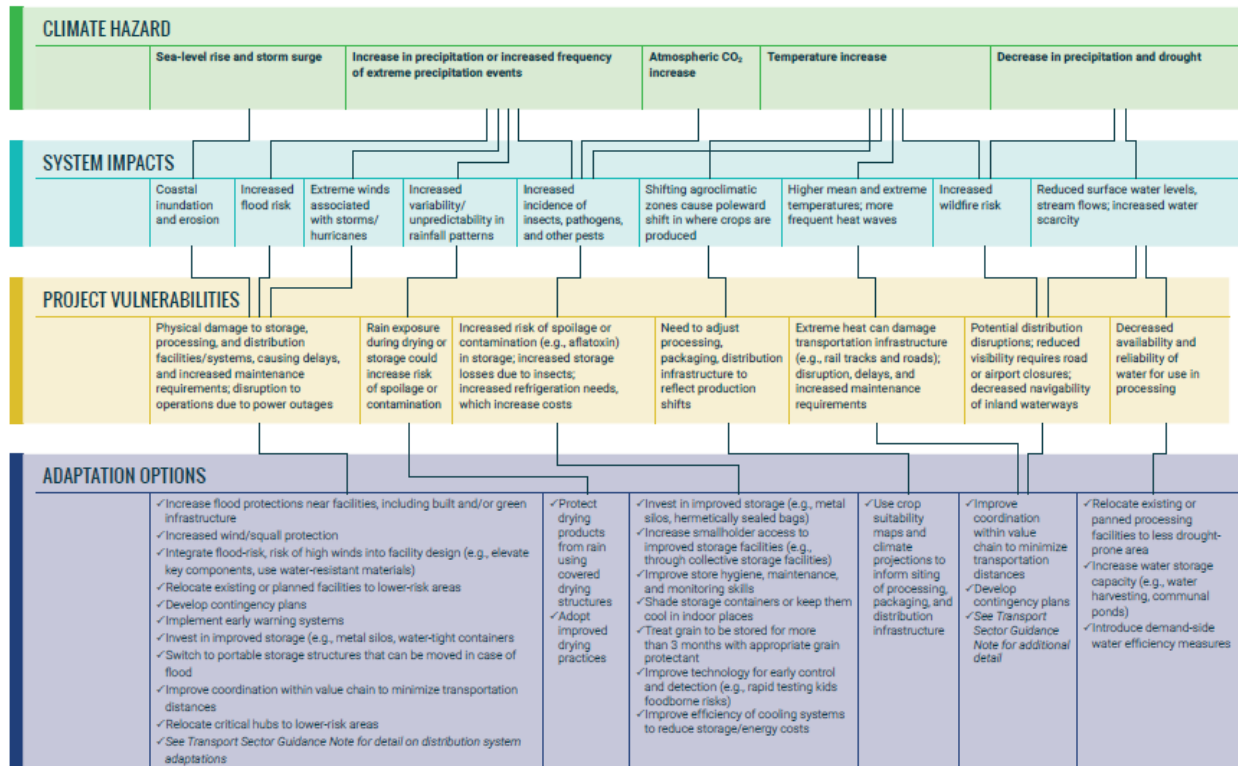 CLIMATE HAZARD
Sea-level rise and storm surge
Increase in precipitation or increased frequency
of extreme precipitation events
Atmospheric CO₂
increase
Temperature increase
Decrease in precipitation and drought
SYSTEM IMPACTS
Coastal
inundation
and erosion
Increased
flood risk
Extreme winds
associated
with storms/
hurricanes
Increased
variability/
unpredictability in
rainfall patterns
Increased
incidence of
insects, pathogens,
and other pests
Shifting agroclimatic
zones cause poleward
shift in where crops are
produced
Higher mean and extreme
temperatures; more
frequent heat waves
Increased
wildfire risk
Reduced surface water levels,
stream flows; increased water
scarcity
PROJECT VULNERABILITIES
Physical damage to storage,
processing, and distribution
facilities/systems, causing delays,
and increased maintenance
requirements; disruption to
operations due to power outages
Rain exposure
during drying or
storage could
increase risk
of spoilage or
contamination
Increased risk of spoilage or
contamination (e.g., aflatoxin)
in storage; increased storage
losses due to insects;
increased refrigeration needs,
which increase costs
Need to adjust
processing,
packaging, distribution
infrastructure to
reflect production
shifts
Extreme heat can damage
transportation infrastructure
(e.g., rail tracks and roads);
disruption, delays, and
increased maintenance
requirements
Potential distribution
disruptions; reduced
visibility requires road
or airport closures;
decreased navigability
of inland waterways
Decreased
availability and
reliability of
water for use in
processing
ADAPTATION OPTIONS
✓Increase flood protections near facilities, including built and/or green
infrastructure
✓Increased wind/squall protection
✓Integrate flood-risk, risk of high winds into facility design (e.g., elevate
key components, use water-resistant materials)
✓Relocate existing or planned facilities to lower-risk areas
✓Develop contingency plans
✓Implement early warning systems
✓Invest in improved storage (e.g., metal silos, water-tight containers
✓Switch to portable storage structures that can be moved in case of
flood
✓Improve coordination within value chain to minimize transportation
distances
✓Relocate critical hubs to lower-risk areas
✓See Transport Sector Guidance Note for detail on distribution system
adaptations
✓Protect
drying
products
from rain
using
covered
drying
structures
✓Adopt
improved
drying
practices
✓Invest in improved storage (e.g., metal
silos, hermetically sealed bags)
✓Increase smallholder access to
improved storage facilities (e.g.,
through collective storage facilities)
✓Improve store hygiene, maintenance,
and monitoring skills
✓Shade storage containers or keep them
cool in indoor places
✓Treat grain to be stored for more
than 3 months with appropriate grain
protectant
✓Improve technology for early control
and detection (e.g., rapid testing kids
foodborne risks)
✓Improve efficiency of cooling systems
to reduce storage/energy costs
✓Use crop
suitability
maps and
climate
projections to
inform siting
of processing,
packaging, and
distribution
infrastructure
✓Improve
coordination
within value
chain to minimize
transportation
distances
✓Develop
contingency plans
✓See Transport
Sector Guidance
Note for additional
detail
✓Relocate existing or
panned processing
facilities to less drought-
prone area
✓Increase water storage
capacity (e.g., water
harvesting, communal
ponds)
✓Introduce demand-side
water efficiency measures